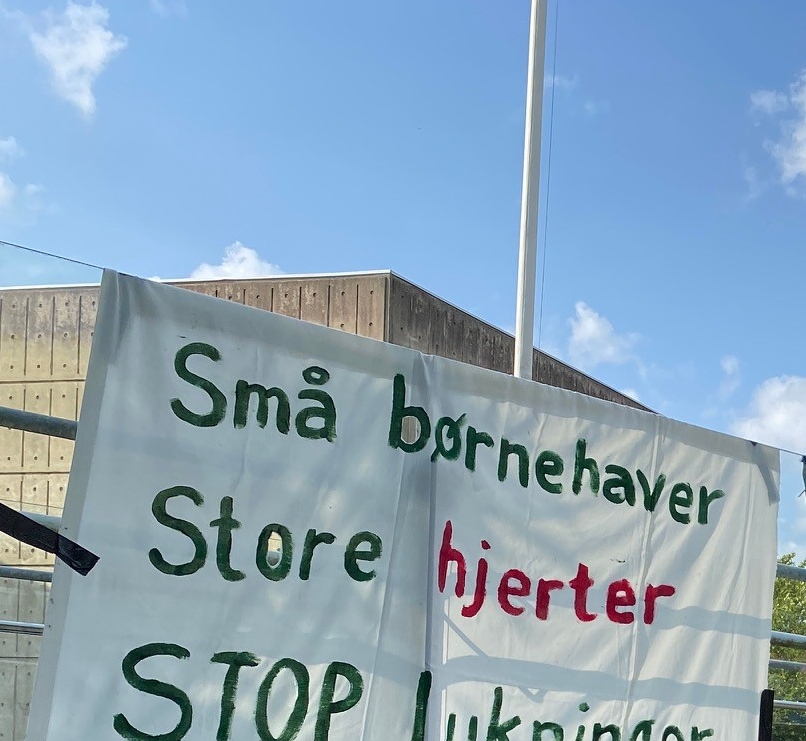 Små børnehaver
Store hjerter
STOP lukninger